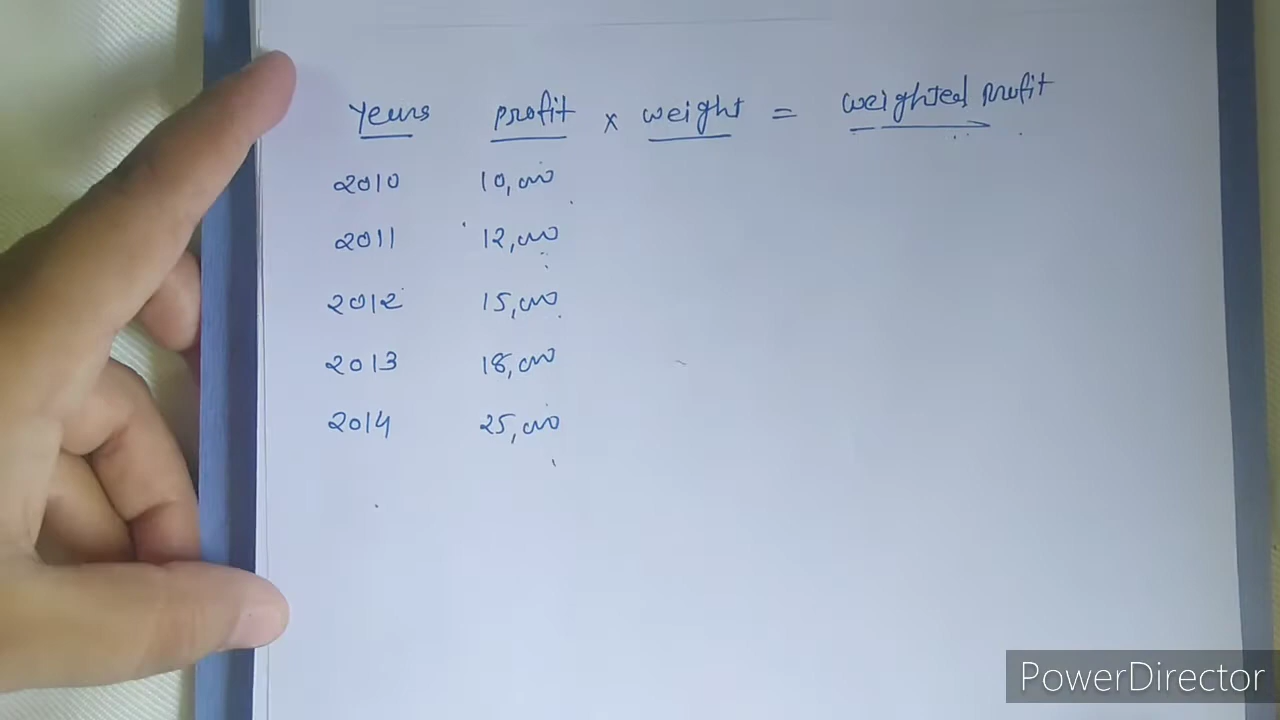 Years profit x weight = weighted profit
2010 10,000
2011 12,000
2012 15,000
2013 18,000
2014 25,000
PowerDirector